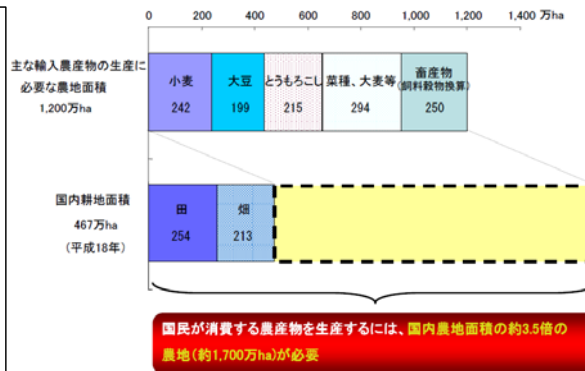 0 200 400 600 800 1,000 1,200 1,400 万ha
主な輸入農産物の生産に
必要な農地面積
1,200万ha
小麦
242
大豆
199
とうもろこし
215
菜種、大麦等
294
畜産物
(飼料穀物換算)
250
国内耕地面積
467万ha
(平成18年)
田
254
畑
213
国民が消費する農産物を生産するには、国内農地面積の約3.5倍の
農地(約1,700万ha)が必要